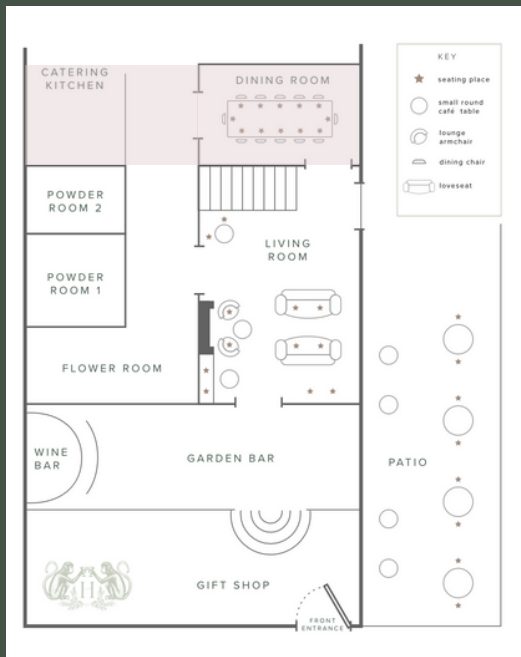 CATERING
KITCHEN
DINING ROOM
KEY
seating place
small round
café table
lounge
armchair
dining chair
loveseat
POWDER
ROOM 2
LIVING
ROOM
POWDER
ROOM 1
FLOWER ROOM
WINE
BAR
GARDEN BAR
PATIO
H
GIFT SHOP
FRONT
ENTRANCE